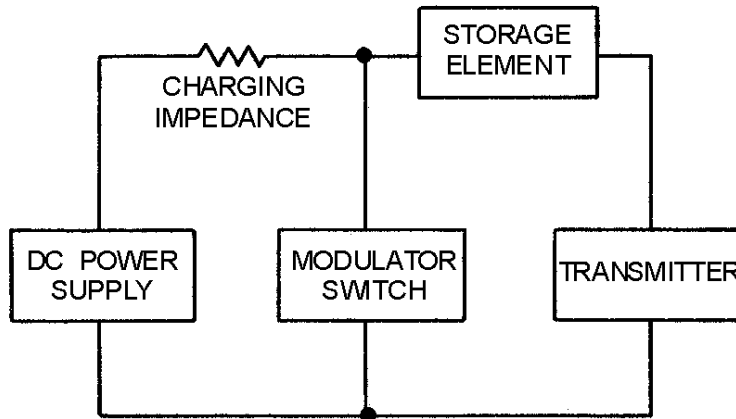 STORAGE
ELEMENT
CHARGING
IMPEDANCE
DC POWER
SUPPLY
MODULATOR
SWITCH
TRANSMITTER